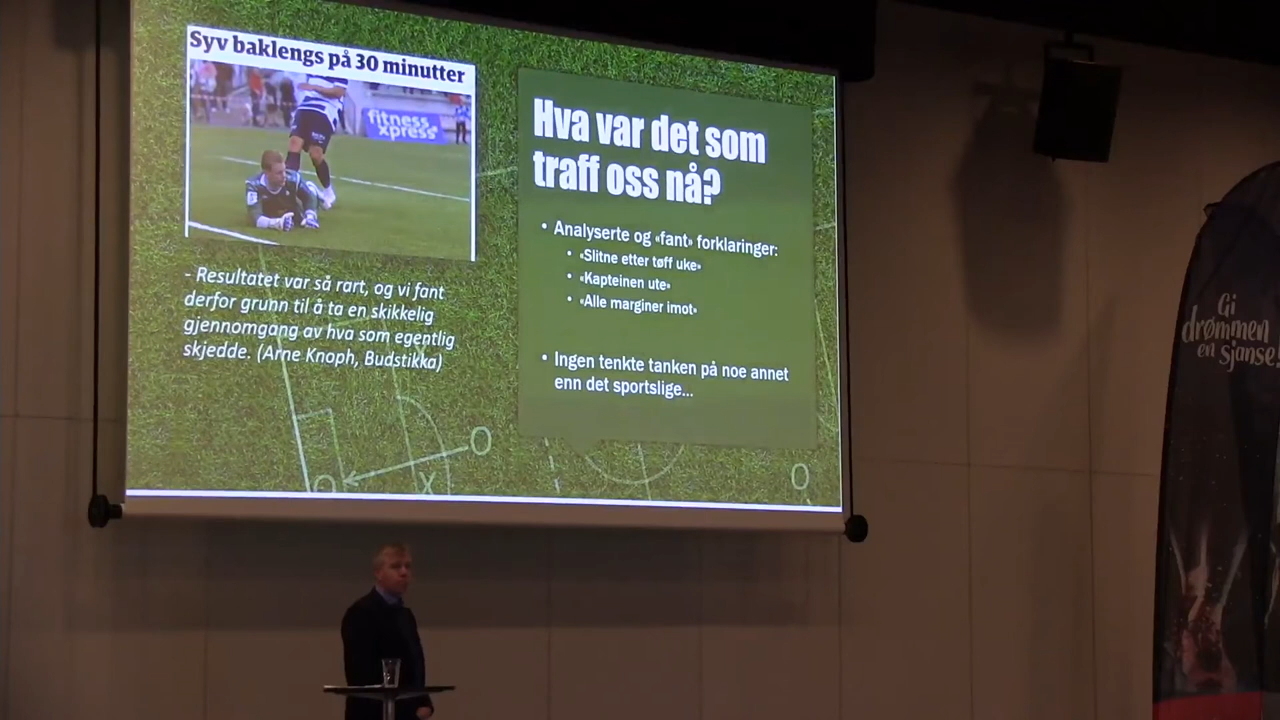 Syv baklengs på 30 minutter
fitness
xpress
- Resultatet var så rart, og vi fant
derfor grunn til å ta en skikkelig
gjennomgang av hva som egentlig
skjedde. (Arne Knoph, Budstikka)
Hva var det som
traff oss nå?
• Analyserte og «fant» forklaringer:
• «Slitne etter tøff uke»
• «Kapteinen ute»
• «Alle marginer imot»
• Ingen tenkte tanken på noe annet
enn det sportslige...
O
O
X
O
Gi
drømmen
en sjanse!